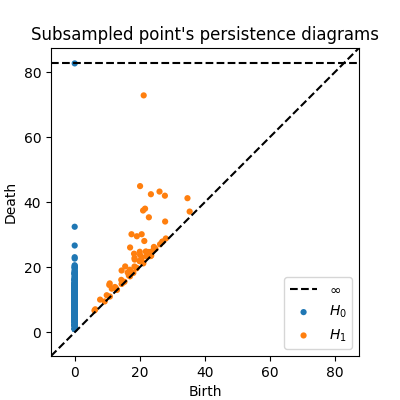 Subsampled point's persistence diagrams
Death
80
60
40
20
0
0 20 40 60 80
Birth
∞
H₀
H₁